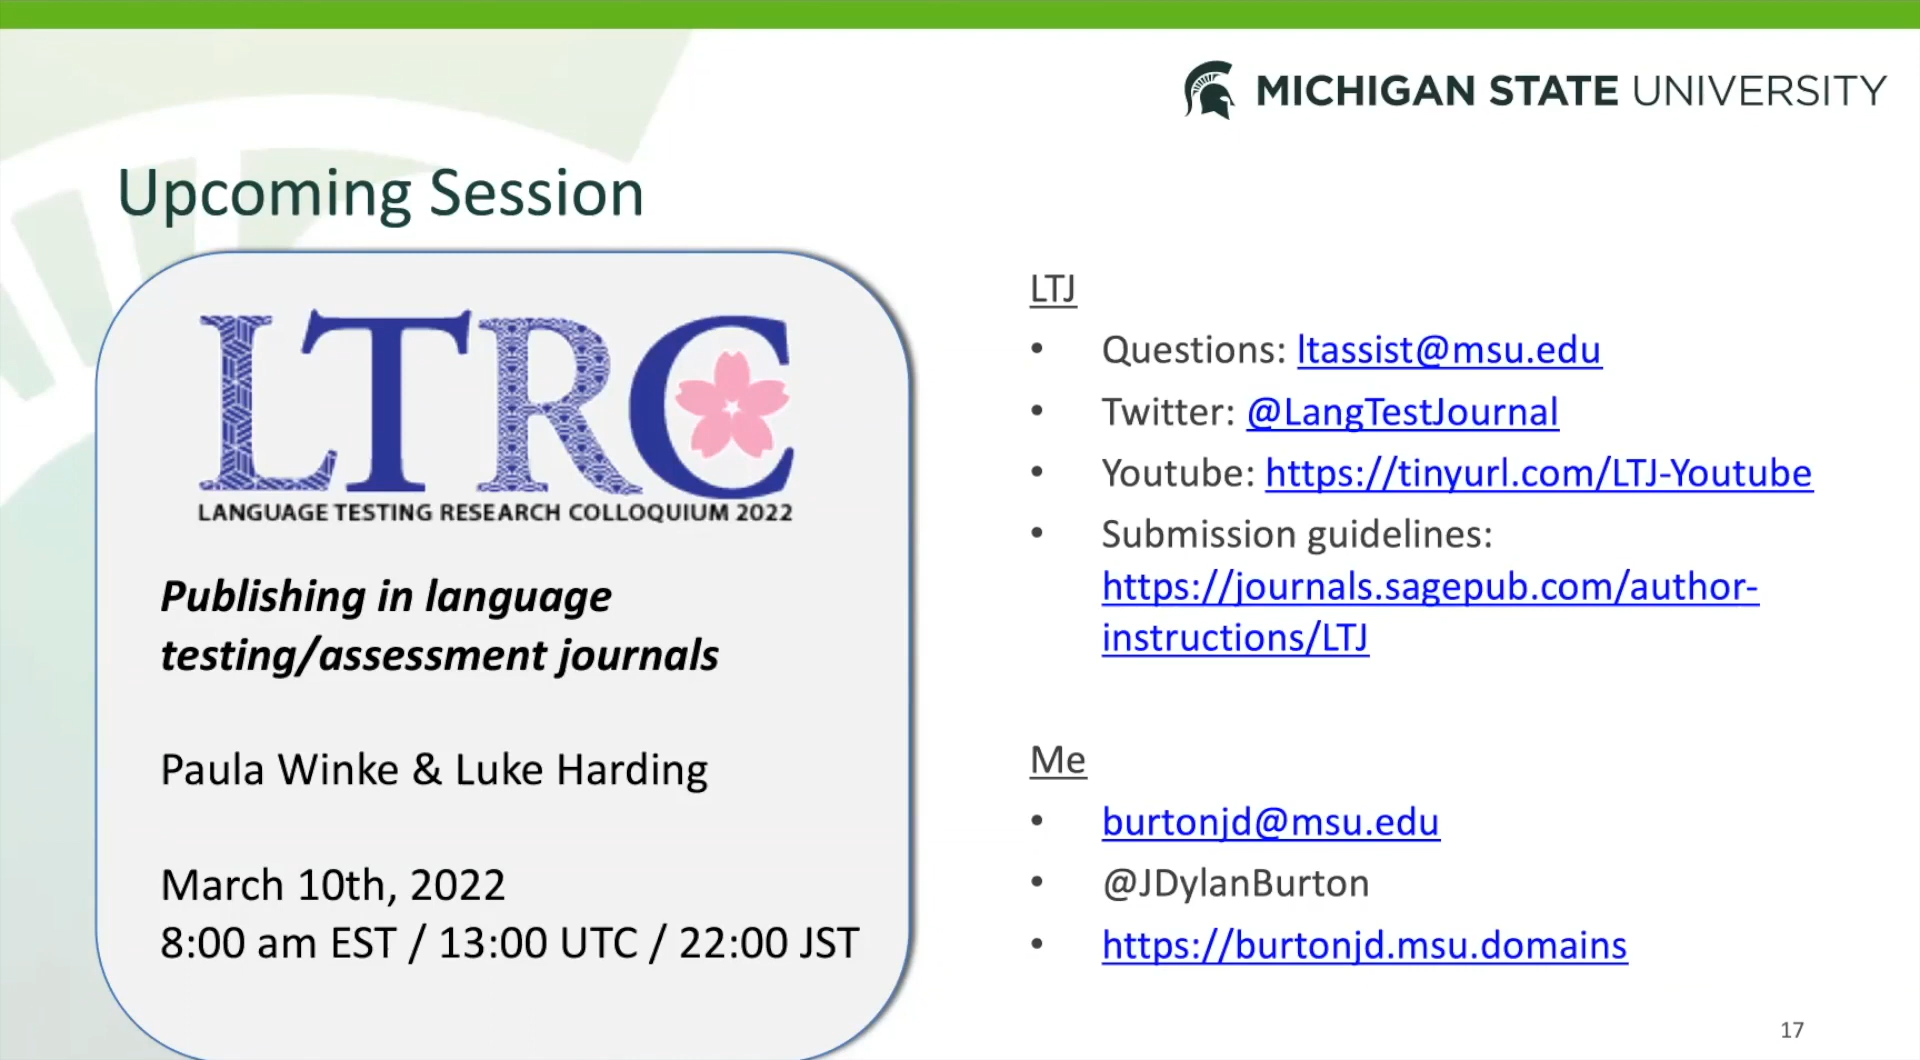 MICHIGAN STATE UNIVERSITY
Upcoming Session
LTRC
LANGUAGE TESTING RESEARCH COLLOQUIUM 2022
Publishing in language
testing/assessment journals
Paula Winke & Luke Harding
March 10th, 2022
8:00 am EST / 13:00 UTC / 22:00 JST
LTJ
• Questions: ltassist@msu.edu
• Twitter: @LangTestJournal
• Youtube: https://tinyurl.com/LTJ-Youtube
• Submission guidelines:
https://journals.sagepub.com/author-
instructions/LTJ
Me
• burtonjd@msu.edu
• @JDylanBurton
• https://burtonjd.msu.domains
17